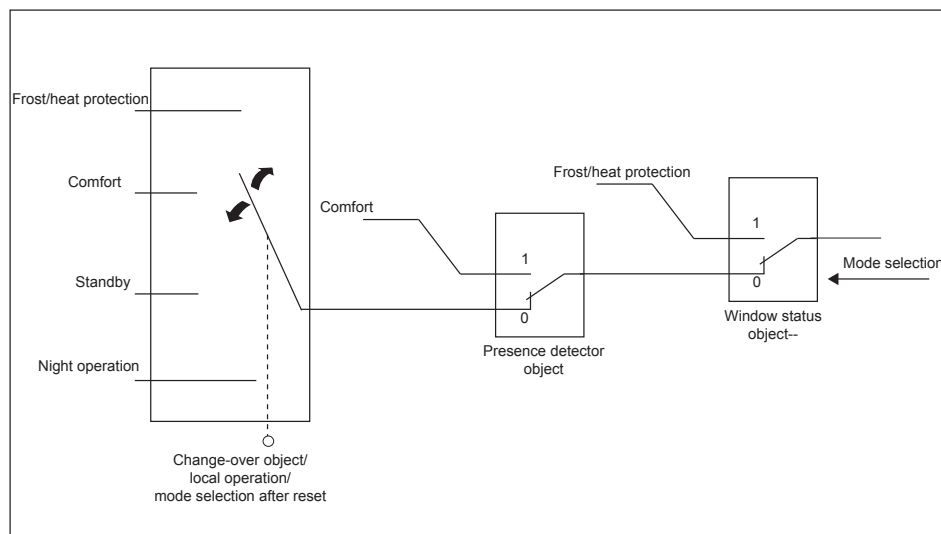 Frost/heat protection
Comfort
Standby
Night operation
Change-over object/
local operation/
mode selection after reset
Comfort
1
0
Presence detector
object
Frost/heat protection
1
0
Window status
object--
Mode selection